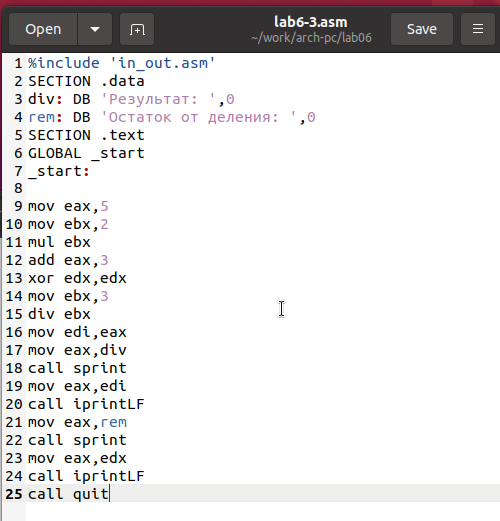 Open
lab6-3.asm
~/work/arch-pc/lab06
Save
1 %include 'in_out.asm'
2 SECTION .data
3 div: DB 'Результат: ',0
4 rem: DB 'Остаток от деления: ',0
5 SECTION .text
6 GLOBAL _start
7 _start:
8
9 mov eax,5
10 mov ebx,2
11 mul ebx
12 add eax,3
13 xor edx,edx
14 mov ebx,3
15 div ebx
16 mov edi,eax
17 mov eax,div
18 call sprint
19 mov eax,edi
20 call iprintLF
21 mov eax,rem
22 call sprint
23 mov eax,edx
24 call iprintLF
25 call quit